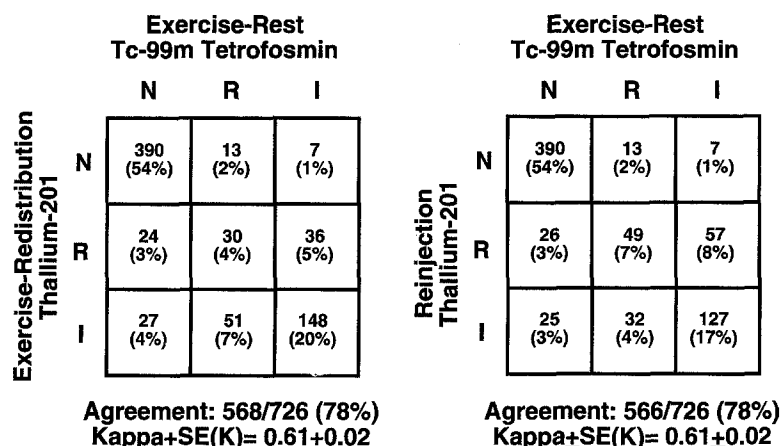 Exercise-Rest
Tc-99m Tetrofosmin
N R I
Exercise-Redistribution
Thallium-201
N 390 13 7
(54%) (2%) (1%)
R 24 30 36
(3%) (4%) (5%)
I 27 51 148
(4%) (7%) (20%)
Agreement: 568/726 (78%)
Kappa+SE(K)= 0.61+0.02
Exercise-Rest
Tc-99m Tetrofosmin
N R I
Reinjection
Thallium-201
N 390 13 7
(54%) (2%) (1%)
R 26 49 57
(3%) (7%) (8%)
I 25 32 127
(3%) (4%) (17%)
Agreement: 566/726 (78%)
Kappa+SE(K)= 0.61+0.02